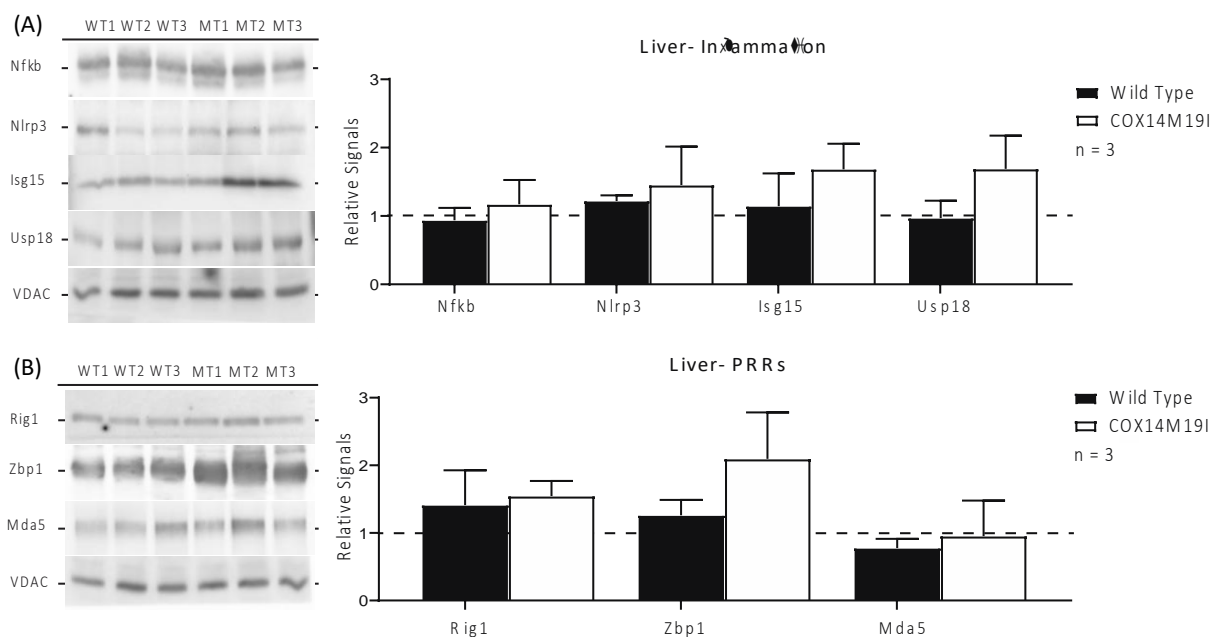 (A)
WT1 WT2 WT3 MT1 MT2 MT3
Nfkb
Nlrp3
Isg15
Usp18
VDAC
Liver-
3
2
1
0
Relative Signals
Nfkb Nlrp3 Isg15 Usp18
Wild Type
COX14M19I
n = 3
(B)
WT1 WT2 WT3 MT1 MT2 MT3
Rig1
Zbp1
Mda5
VDAC
Liver- PRRs
3
2
1
0
Relative Signals
Rig1 Zbp1 Mda5
Wild Type
COX14M19I
n = 3